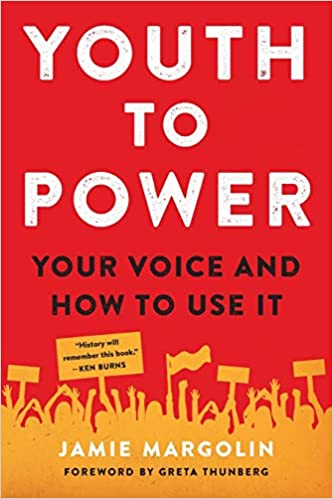 YOUTH
TO
POWER
YOUR VOICE AND
HOW TO USE IT
"History will
remember this book."
— KEN BURNS
JAMIE MARGOLIN
FOREWORD BY GRETA THUNBERG